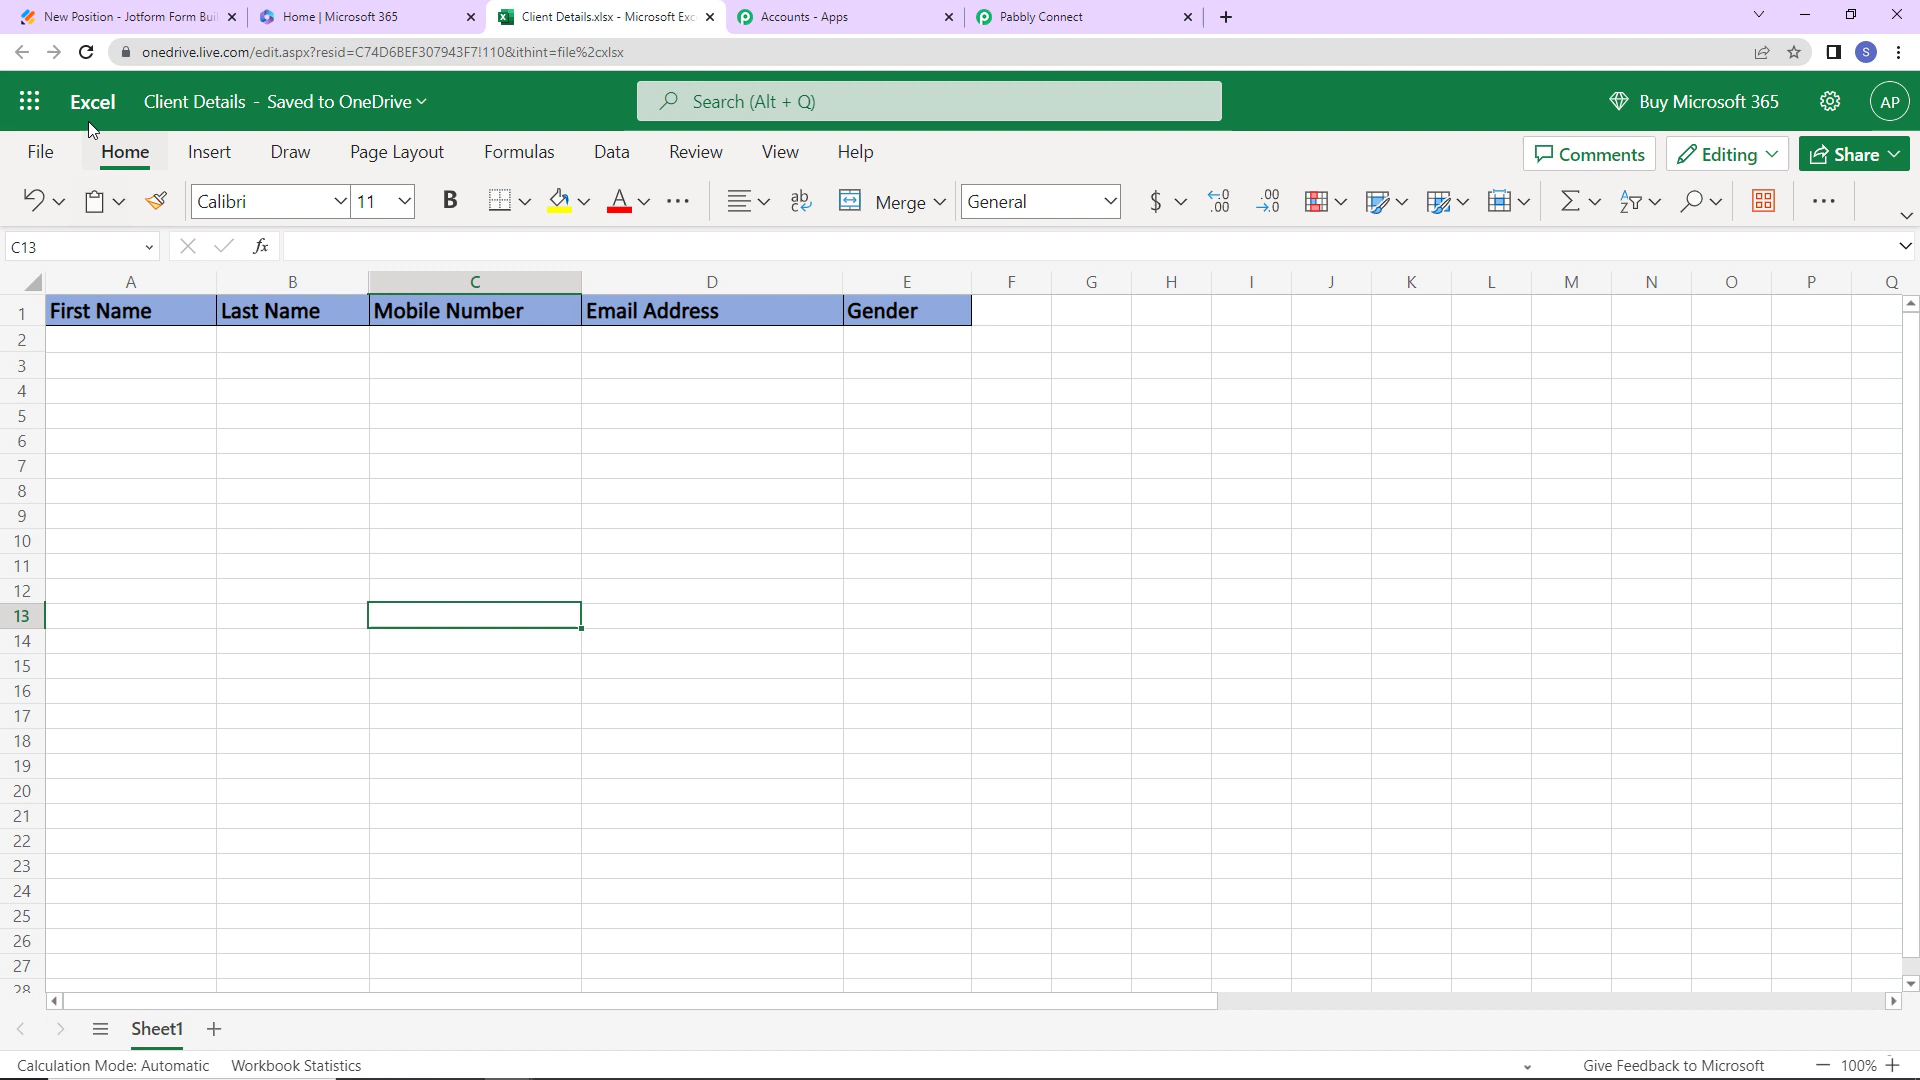 New Position - Jotform Form Buil
Home | Microsoft 365
Client Details.xlsx - Microsoft Exc
Accounts - Apps
Pabbly Connect
onedrive.live.com/edit.aspx?resid=C74D6BEF307943F7!110&ithint=file%2cxlsx
S
Excel
Client Details - Saved to OneDrive
Search (Alt + Q)
Buy Microsoft 365
AP
File
Home
Insert
Draw
Page Layout
Formulas
Data
Review
View
Help
Comments
Editing
Share
Calibri
11
B
A
ab
Merge
General
$
C13
fx
A B C D E F G H I J K L M N O P Q
1 First Name Last Name Mobile Number Email Address Gender
2
3
4
5
6
7
8
9
10
11
12
13
14
15
16
17
18
19
20
21
22
23
24
25
26
27
28
Sheet1
Calculation Mode: Automatic
Workbook Statistics
Give Feedback to Microsoft
100%